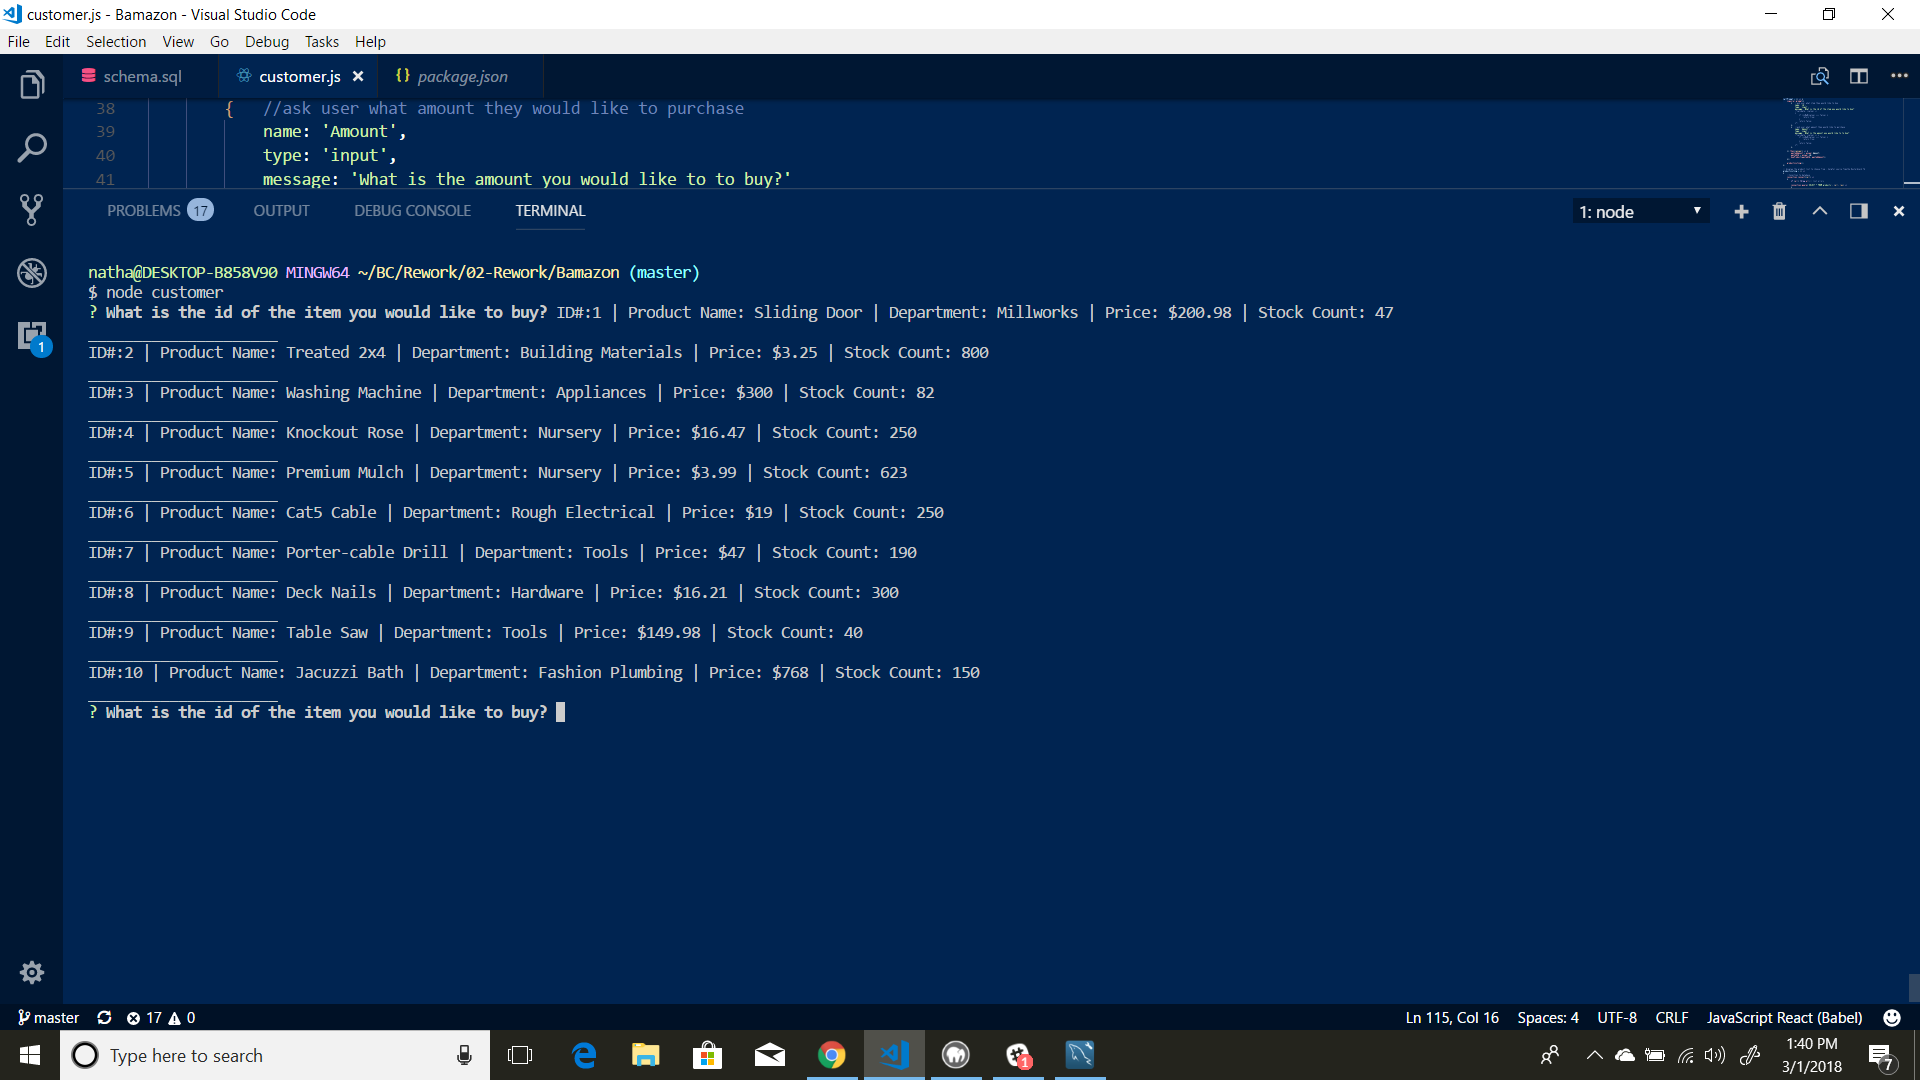 customer.js - Bamazon - Visual Studio Code
File Edit Selection View Go Debug Tasks Help
schema.sql customer.js package.json
38 { //ask user what amount they would like to purchase
39 name: 'Amount',
40 type: 'input',
41 message: 'What is the amount you would like to to buy?'
PROBLEMS 17 OUTPUT DEBUG CONSOLE TERMINAL 1: node
natha@DESKTOP-B858V90 MINGW64 ~/BC/Rework/02-Rework/Bamazon (master)
$ node customer
? What is the id of the item you would like to buy? ID#:1 | Product Name: Sliding Door | Department: Millworks | Price: $200.98 | Stock Count: 47
_____________________
ID#:2 | Product Name: Treated 2x4 | Department: Building Materials | Price: $3.25 | Stock Count: 800
_____________________
ID#:3 | Product Name: Washing Machine | Department: Appliances | Price: $300 | Stock Count: 82
_____________________
ID#:4 | Product Name: Knockout Rose | Department: Nursery | Price: $16.47 | Stock Count: 250
_____________________
ID#:5 | Product Name: Premium Mulch | Department: Nursery | Price: $3.99 | Stock Count: 623
_____________________
ID#:6 | Product Name: Cat5 Cable | Department: Rough Electrical | Price: $19 | Stock Count: 250
_____________________
ID#:7 | Product Name: Porter-cable Drill | Department: Tools | Price: $47 | Stock Count: 190
_____________________
ID#:8 | Product Name: Deck Nails | Department: Hardware | Price: $16.21 | Stock Count: 300
_____________________
ID#:9 | Product Name: Table Saw | Department: Tools | Price: $149.98 | Stock Count: 40
_____________________
ID#:10 | Product Name: Jacuzzi Bath | Department: Fashion Plumbing | Price: $768 | Stock Count: 150
_____________________
? What is the id of the item you would like to buy?
1
master 17 0 Ln 115, Col 16 Spaces: 4 UTF-8 CRLF JavaScript React (Babel)
Type here to search 1 1:40 PM
3/1/2018 7